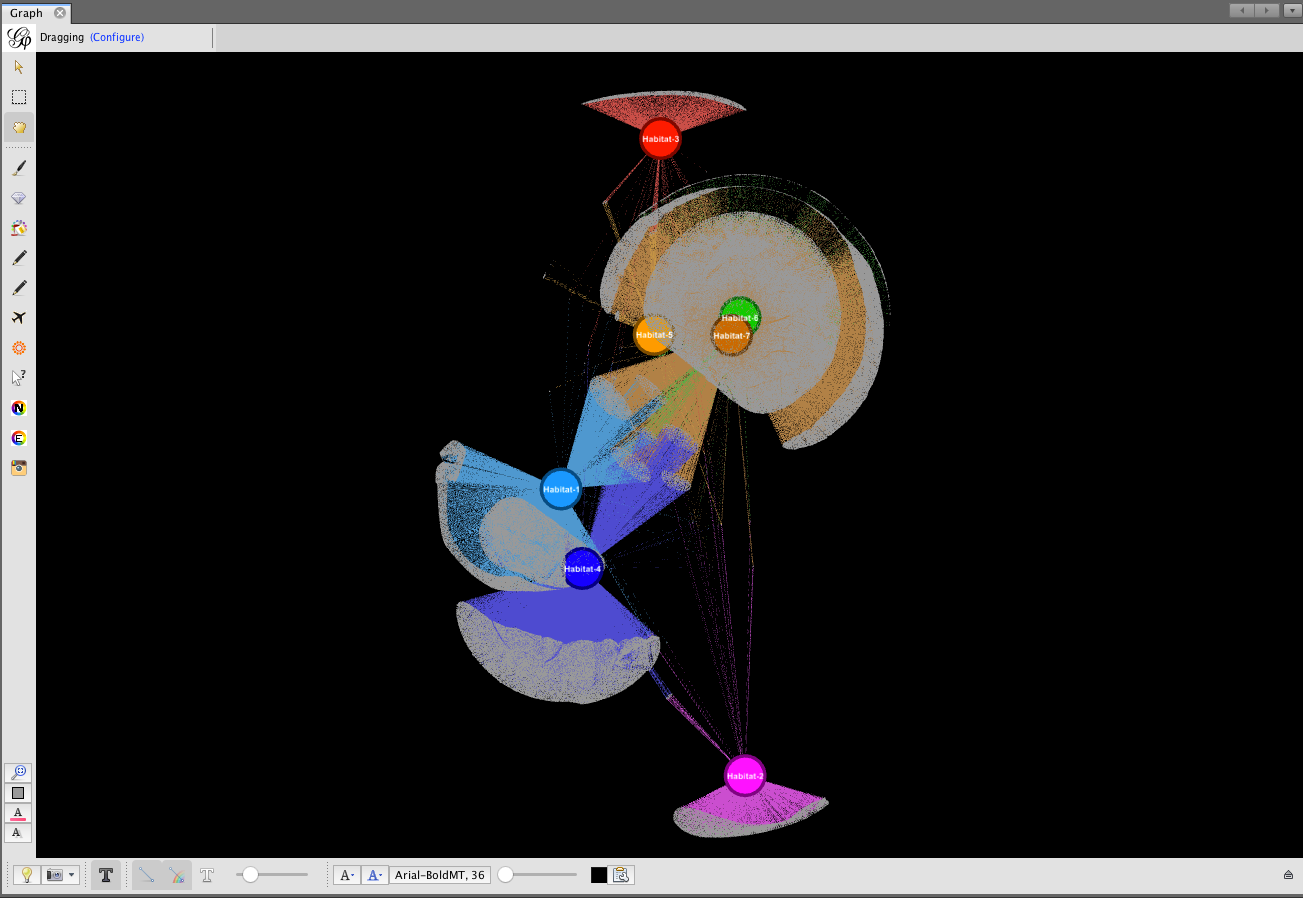 Graph
Dragging (Configure)
Habitat-3
Habitat-6
Habitat-5
Habitat-7
Habitat-1
Habitat-4
Habitat-2
?
N
E
A
A
T
T
A- A- Arial-BoldMT, 36